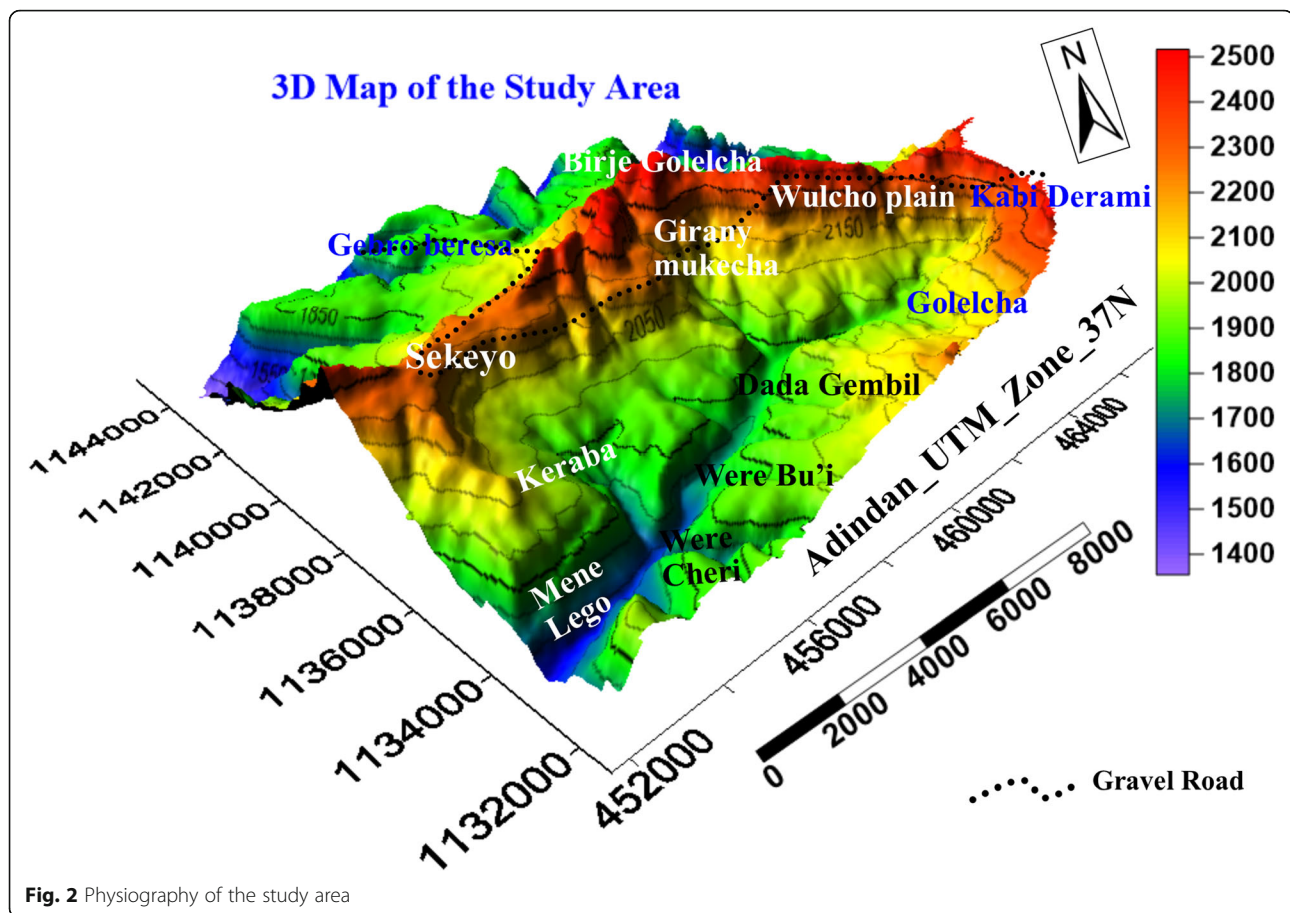 3D Map of the Study Area
N
2500
2400
2300
2200
2100
2000
1900
1800
1700
1600
1500
1400
Birje Golelcha
Wulcho plain
Kabi Derami
Gebro beresa
Girany
mukecha
2150
Golelcha
1850
2050
1550
Sekeyo
Dada Gembil
Keraba
Were Bu'i
Were
Cheri
Mene
Lego
1144000
1142000
1140000
1138000
1136000
1134000
1132000
452000
456000
460000
464000
Adindan_UTM_Zone_37N
0
2000
4000
6000
8000
Gravel Road
Fig. 2 Physiography of the study area